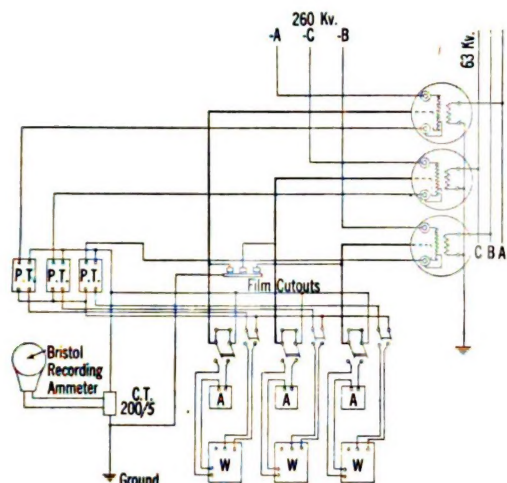 260 Kv.
-A -C -B
63 Kv.
C B A
P.T. P.T. P.T.
Film Cutouts
Bristol
Recording
Ammeter
C.T.
200/5
A A A
W W W
Ground